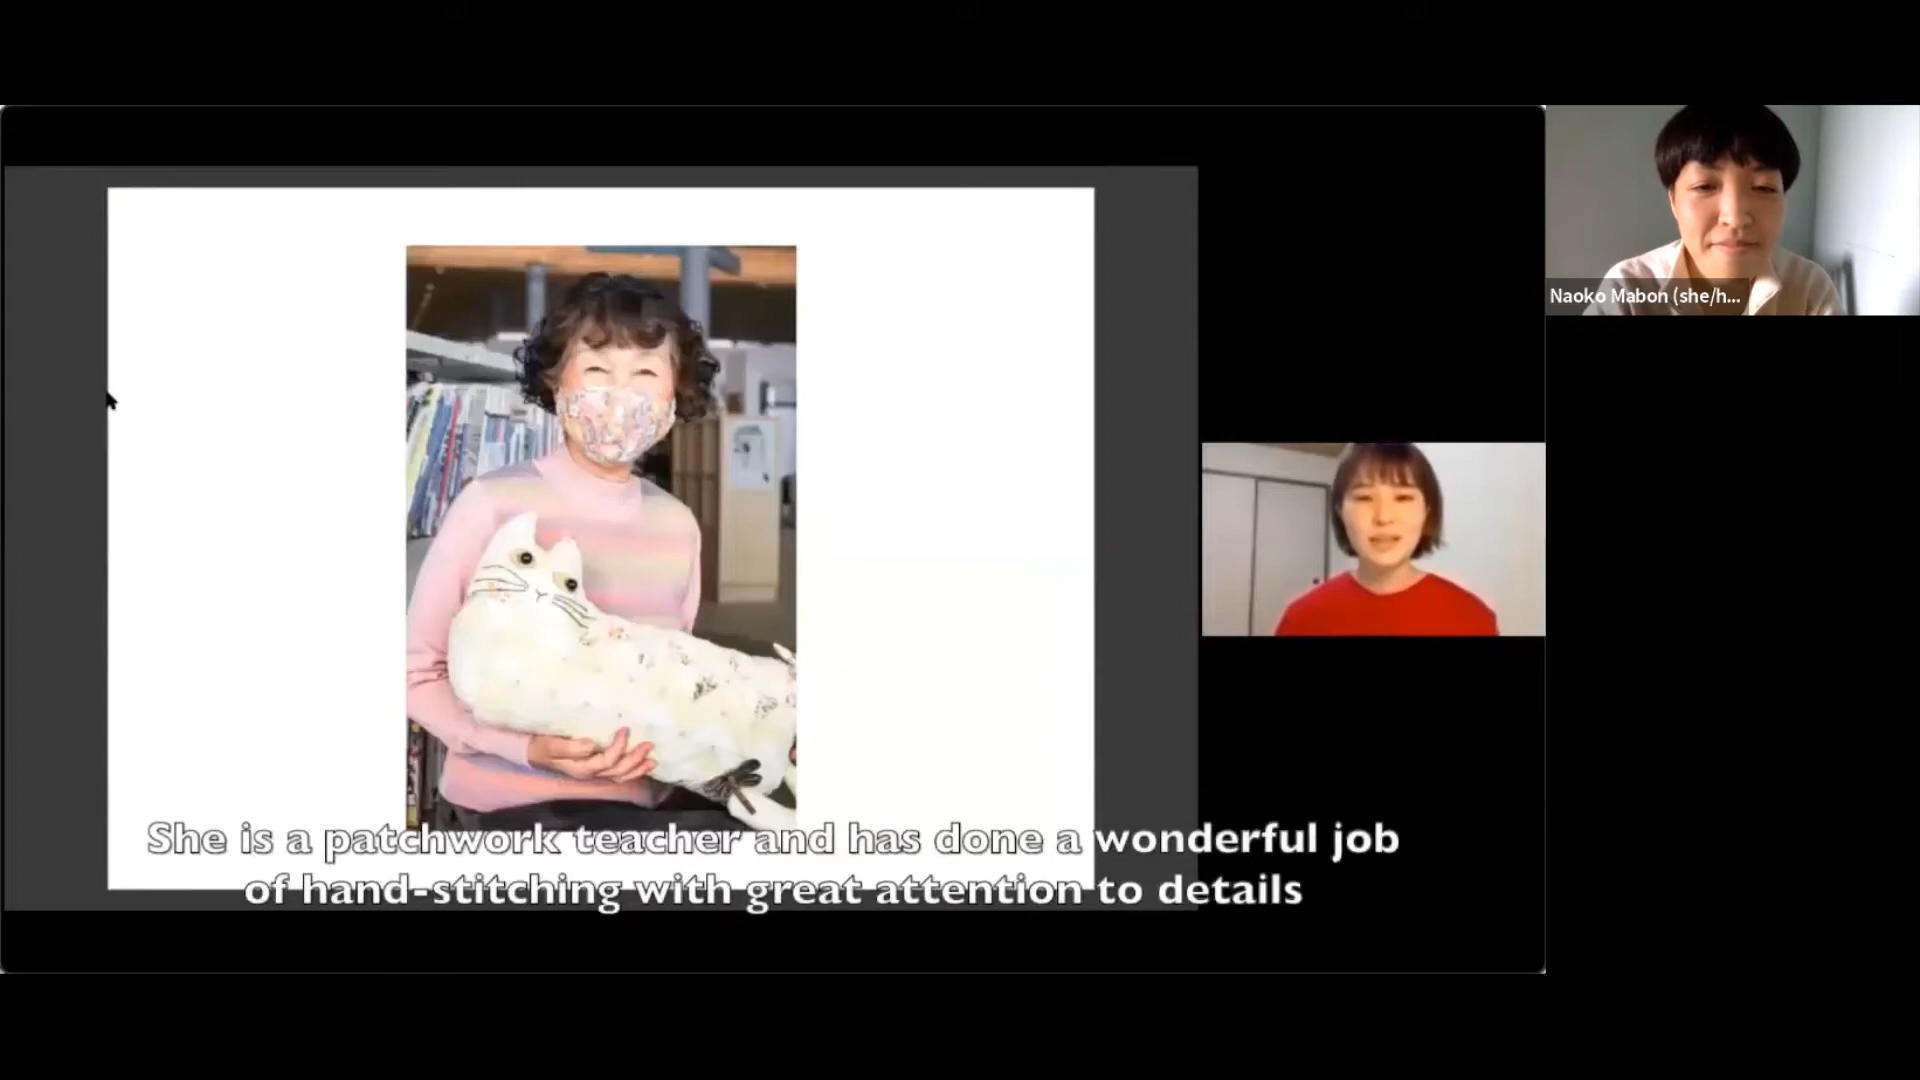 Naoko Mabon (she/h...
She is a patchwork teacher and has done a wonderful job
of hand-stitching with great attention to details